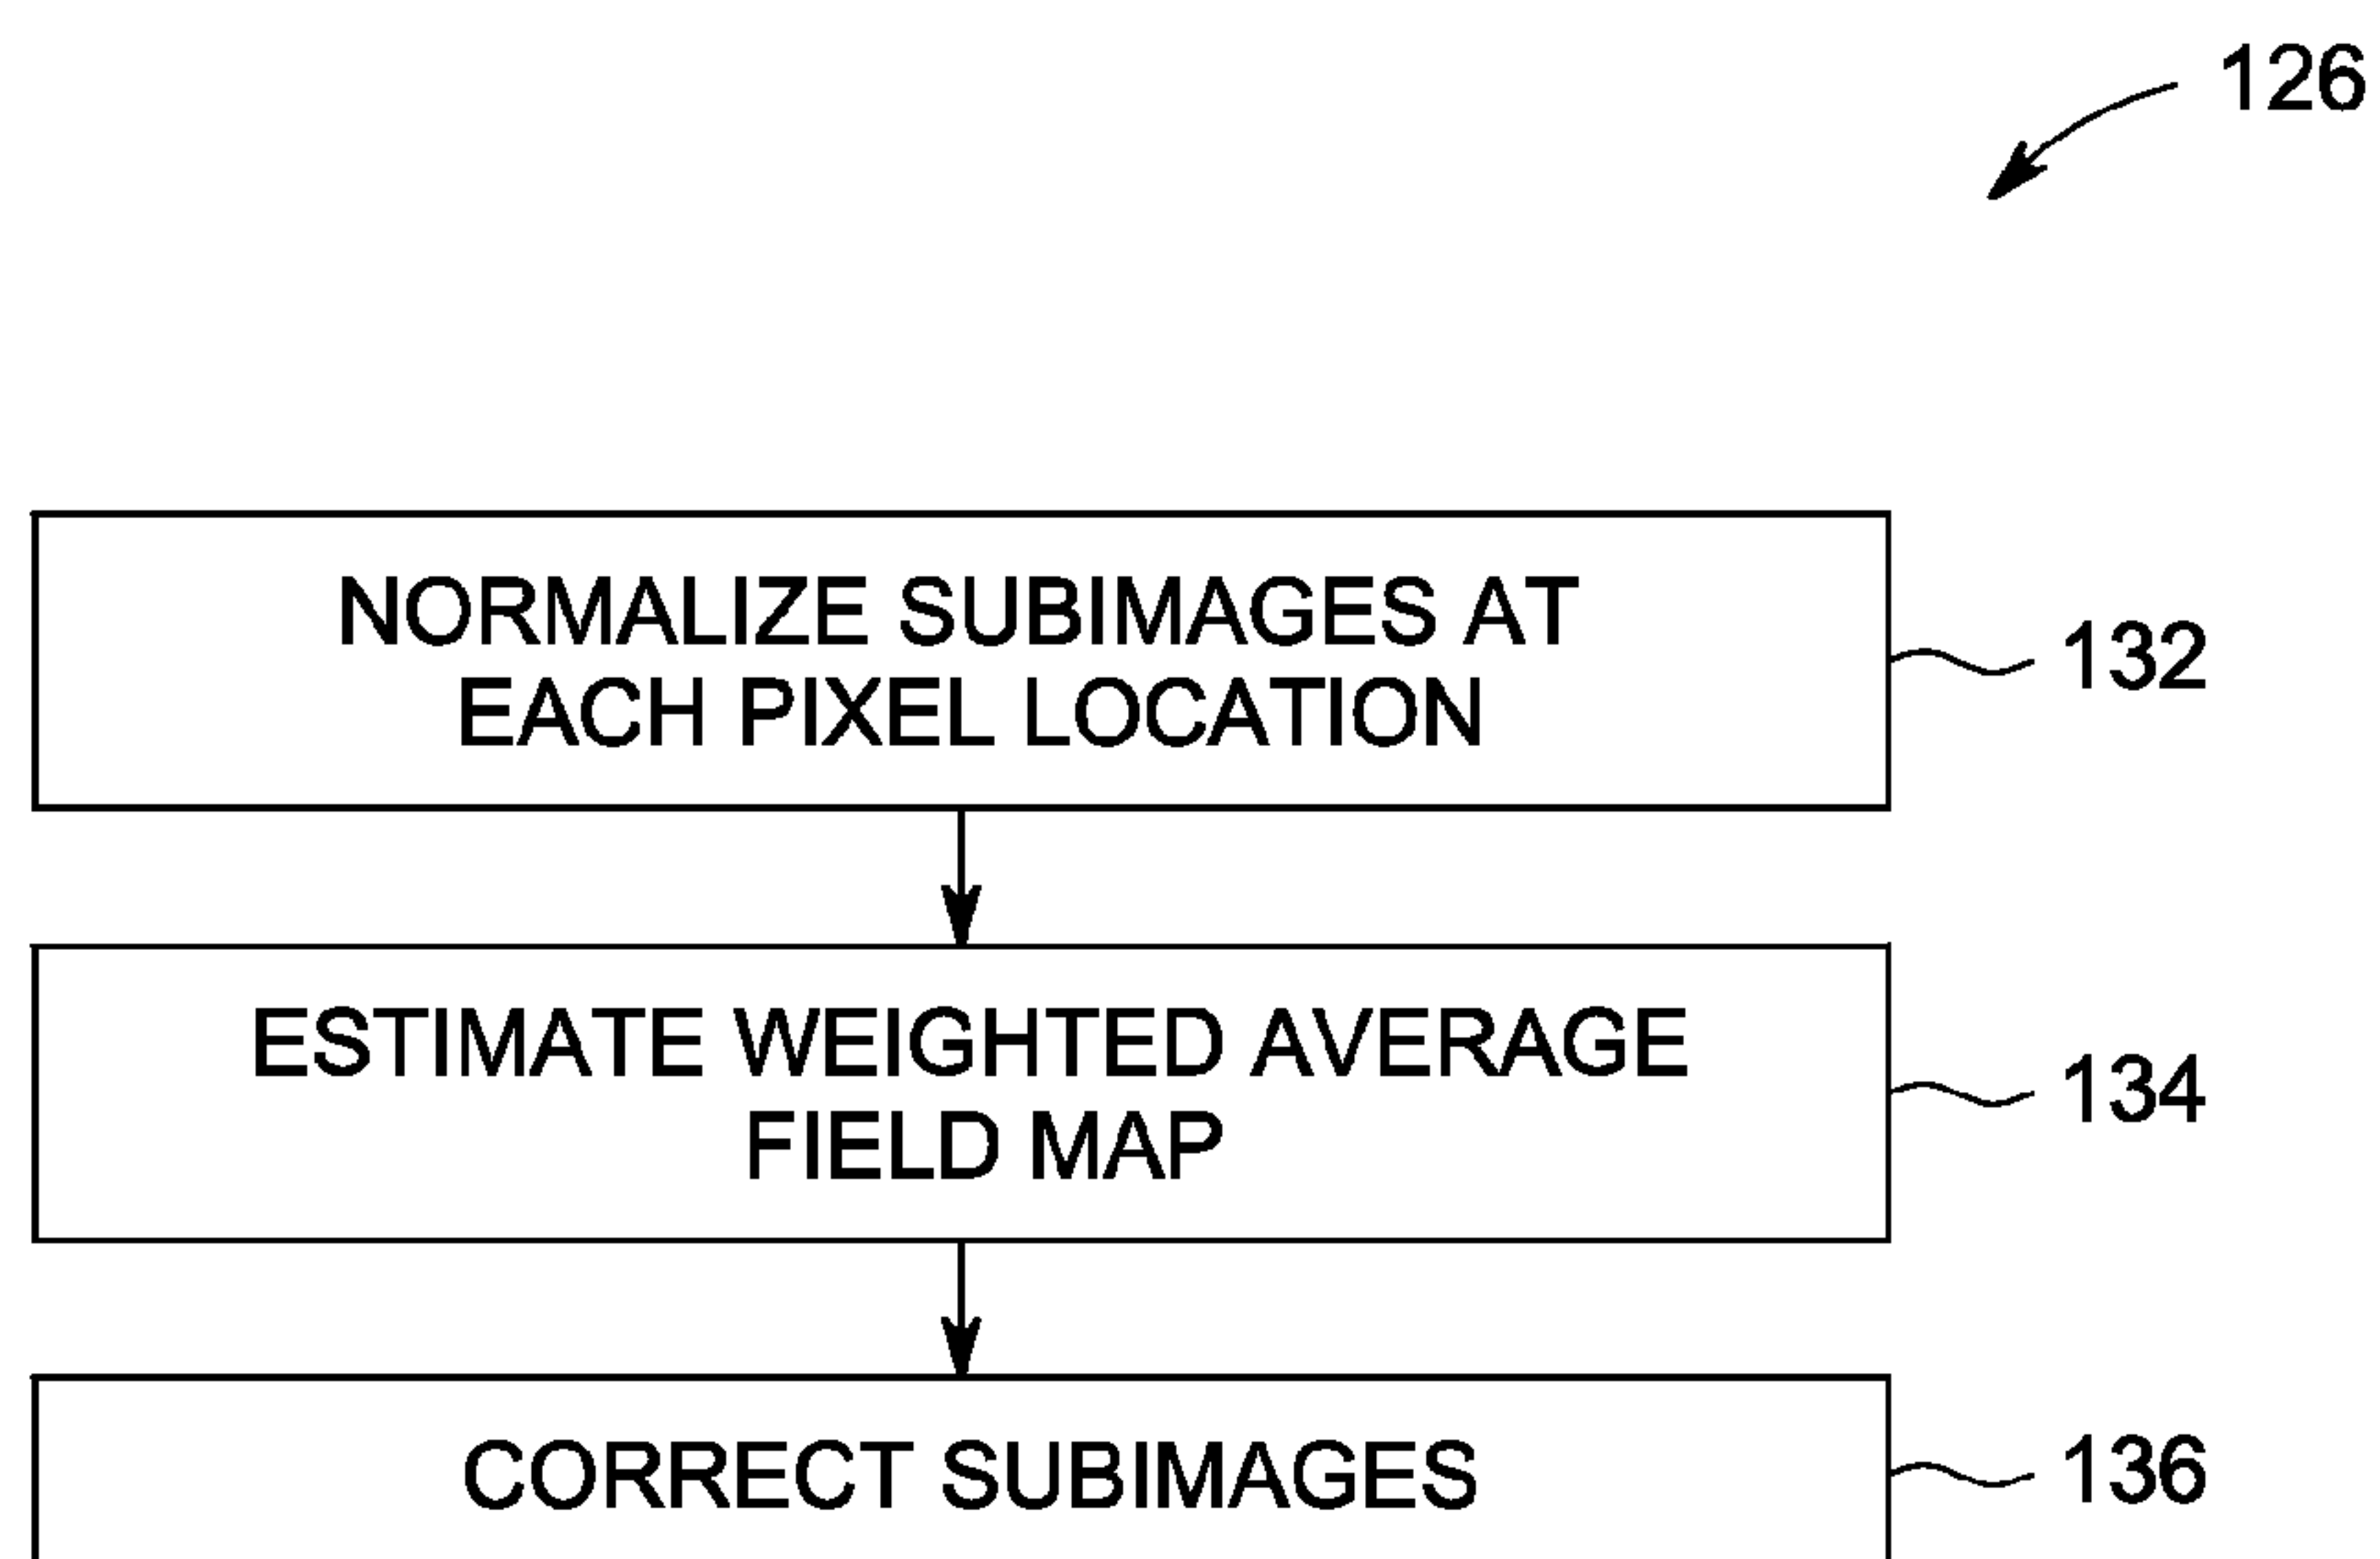 126
NORMALIZE SUBIMAGES AT
EACH PIXEL LOCATION
132
ESTIMATE WEIGHTED AVERAGE
FIELD MAP
134
CORRECT SUBIMAGES
136